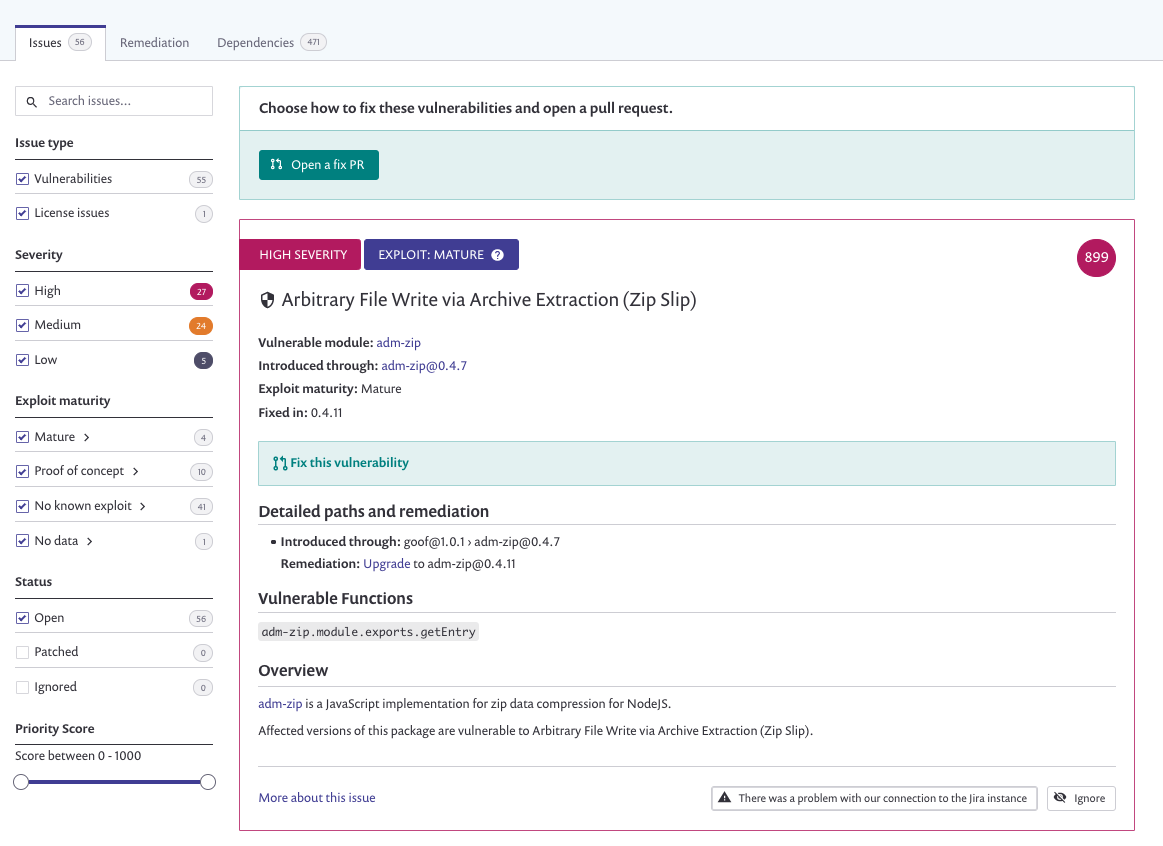 Issues 56 Remediation Dependencies 471
Search issues...
Issue type
Vulnerabilities 55
License issues 1
Severity
High 27
Medium 24
Low 5
Exploit maturity
Mature 4
Proof of concept 10
No known exploit 41
No data 1
Status
Open 56
Patched 0
Ignored 0
Priority Score
Score between 0 - 1000
Choose how to fix these vulnerabilities and open a pull request.
Open a fix PR
HIGH SEVERITY EXPLOIT: MATURE ? 899
Arbitrary File Write via Archive Extraction (Zip Slip)
Vulnerable module: adm-zip
Introduced through: adm-zip@0.4.7
Exploit maturity: Mature
Fixed in: 0.4.11
Fix this vulnerability
Detailed paths and remediation
• Introduced through: goof@1.0.1 › adm-zip@0.4.7
Remediation: Upgrade to adm-zip@0.4.11
Vulnerable Functions
adm-zip.module.exports.getEntry
Overview
adm-zip is a JavaScript implementation for zip data compression for NodeJS.
Affected versions of this package are vulnerable to Arbitrary File Write via Archive Extraction (Zip Slip).
More about this issue There was a problem with our connection to the Jira instance Ignore